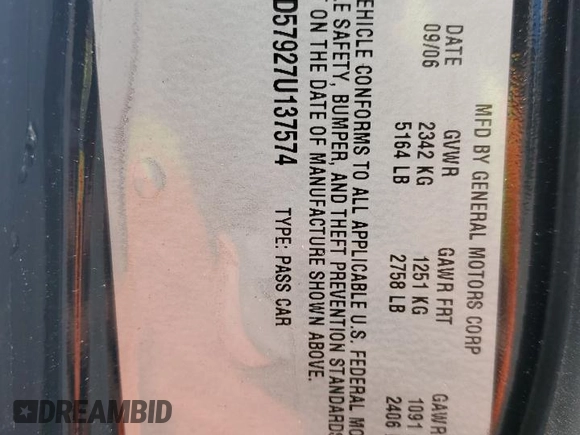 MFD BY GENERAL MOTORS CORP
DATE GVWR GAWR FRT GAWR
09/06 2342 KG 1251 KG 1091
5164 LB 2758 LB 2406
VEHICLE CONFORMS TO ALL APPLICABLE U.S. FEDERAL MO
LE SAFETY, BUMPER, AND THEFT PREVENTION STANDARDS
T ON THE DATE OF MANUFACTURE SHOWN ABOVE.
D57927U137574 TYPE: PASS CAR
DREAMBID